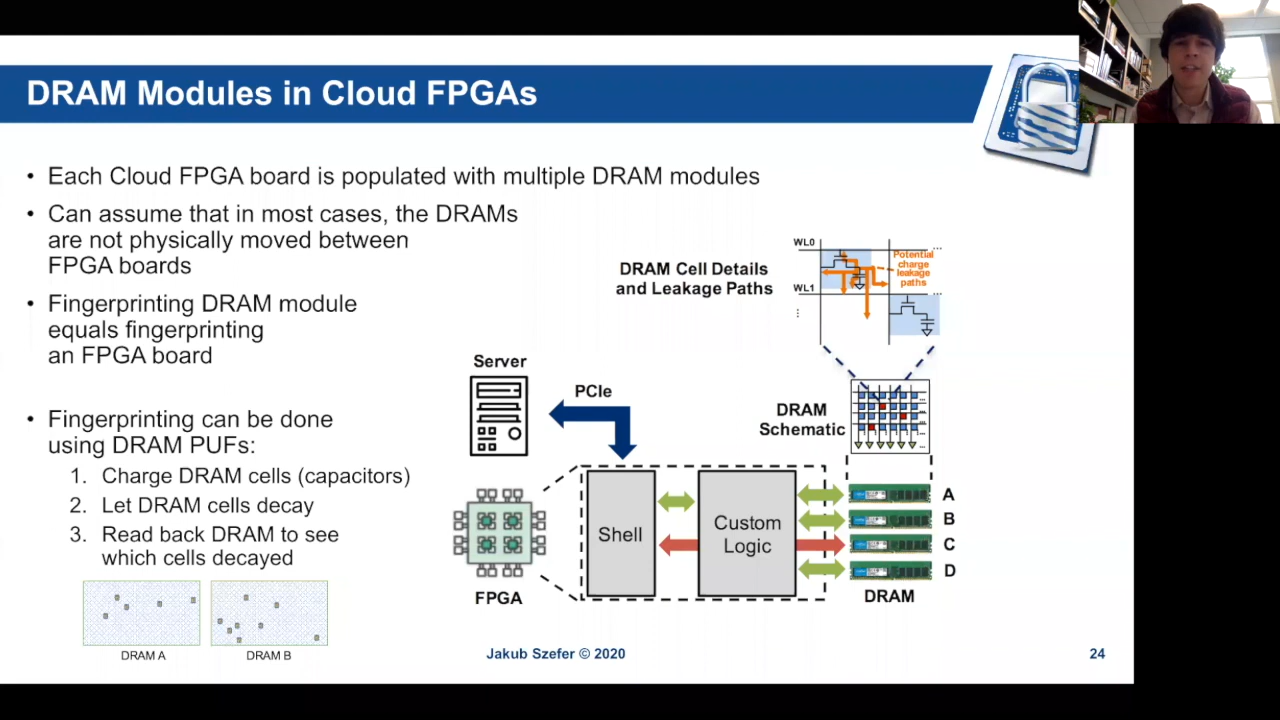 DRAM Modules in Cloud FPGAs
• Each Cloud FPGA board is populated with multiple DRAM modules
• Can assume that in most cases, the DRAMs
are not physically moved between
FPGA boards
• Fingerprinting DRAM module
equals fingerprinting
an FPGA board
• Fingerprinting can be done
using DRAM PUFs:
1. Charge DRAM cells (capacitors)
2. Let DRAM cells decay
3. Read back DRAM to see
which cells decayed
DRAM A
DRAM B
DRAM Cell Details
and Leakage Paths
WL0
...
Potential
charge
leakage
paths
WL1
...
⋮
Server
PCIe
DRAM
Schematic
Shell
Custom
Logic
A
B
C
D
FPGA
DRAM
Jakub Szefer © 2020
24